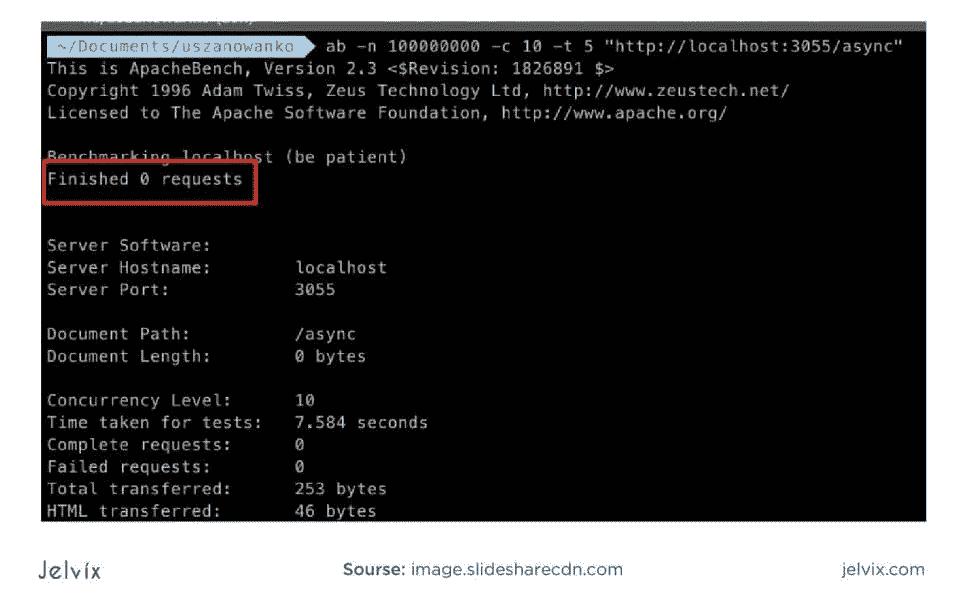 ~/Documents/uszanowanko ab -n 100000000 -c 10 -t 5 "http://localhost:3055/async"
This is ApacheBench, Version 2.3 <$Revision: 1826891 $>
Copyright 1996 Adam Twiss, Zeus Technology Ltd, http://www.zeustech.net/
Licensed to The Apache Software Foundation, http://www.apache.org/
Benchmarking localhost (be patient)
Finished 0 requests
Server Software:
Server Hostname: localhost
Server Port: 3055
Document Path: /async
Document Length: 0 bytes
Concurrency Level: 10
Time taken for tests: 7.584 seconds
Complete requests: 0
Failed requests: 0
Total transferred: 253 bytes
HTML transferred: 46 bytes
Jelvix Sourse: image.slidesharecdn.com jelvix.com